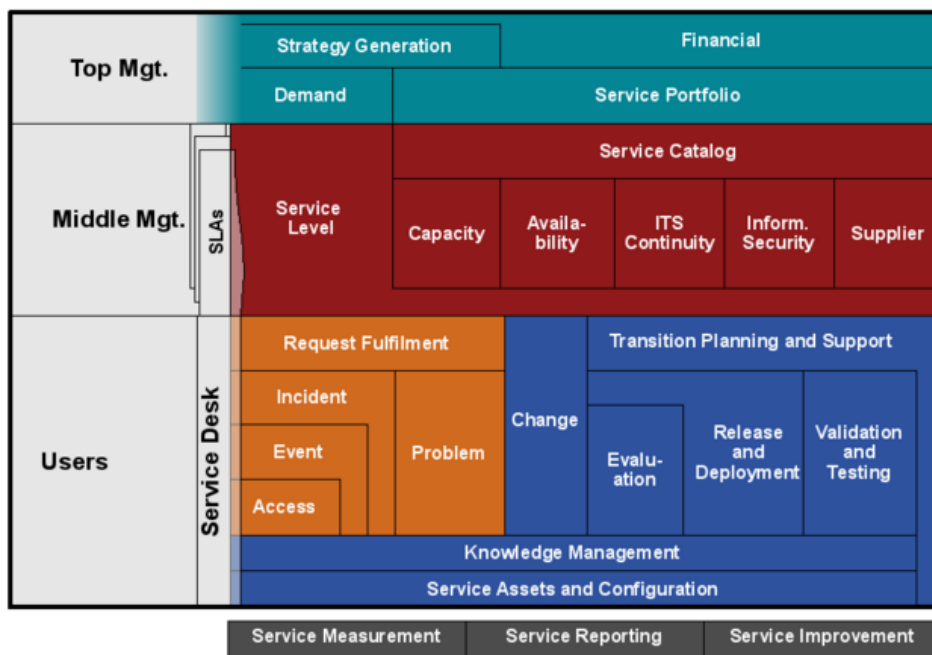 Top Mgt.
Strategy Generation
Financial
Demand
Service Portfolio
Middle Mgt.
SLAs
Service
Level
Service Catalog
Capacity
Availa-
bility
ITS
Continuity
Inform.
Security
Supplier
Users
Service Desk
Request Fulfilment
Incident
Event
Access
Problem
Change
Transition Planning and Support
Evalu-
ation
Release
and
Deployment
Validation
and
Testing
Knowledge Management
Service Assets and Configuration
Service Measurement
Service Reporting
Service Improvement